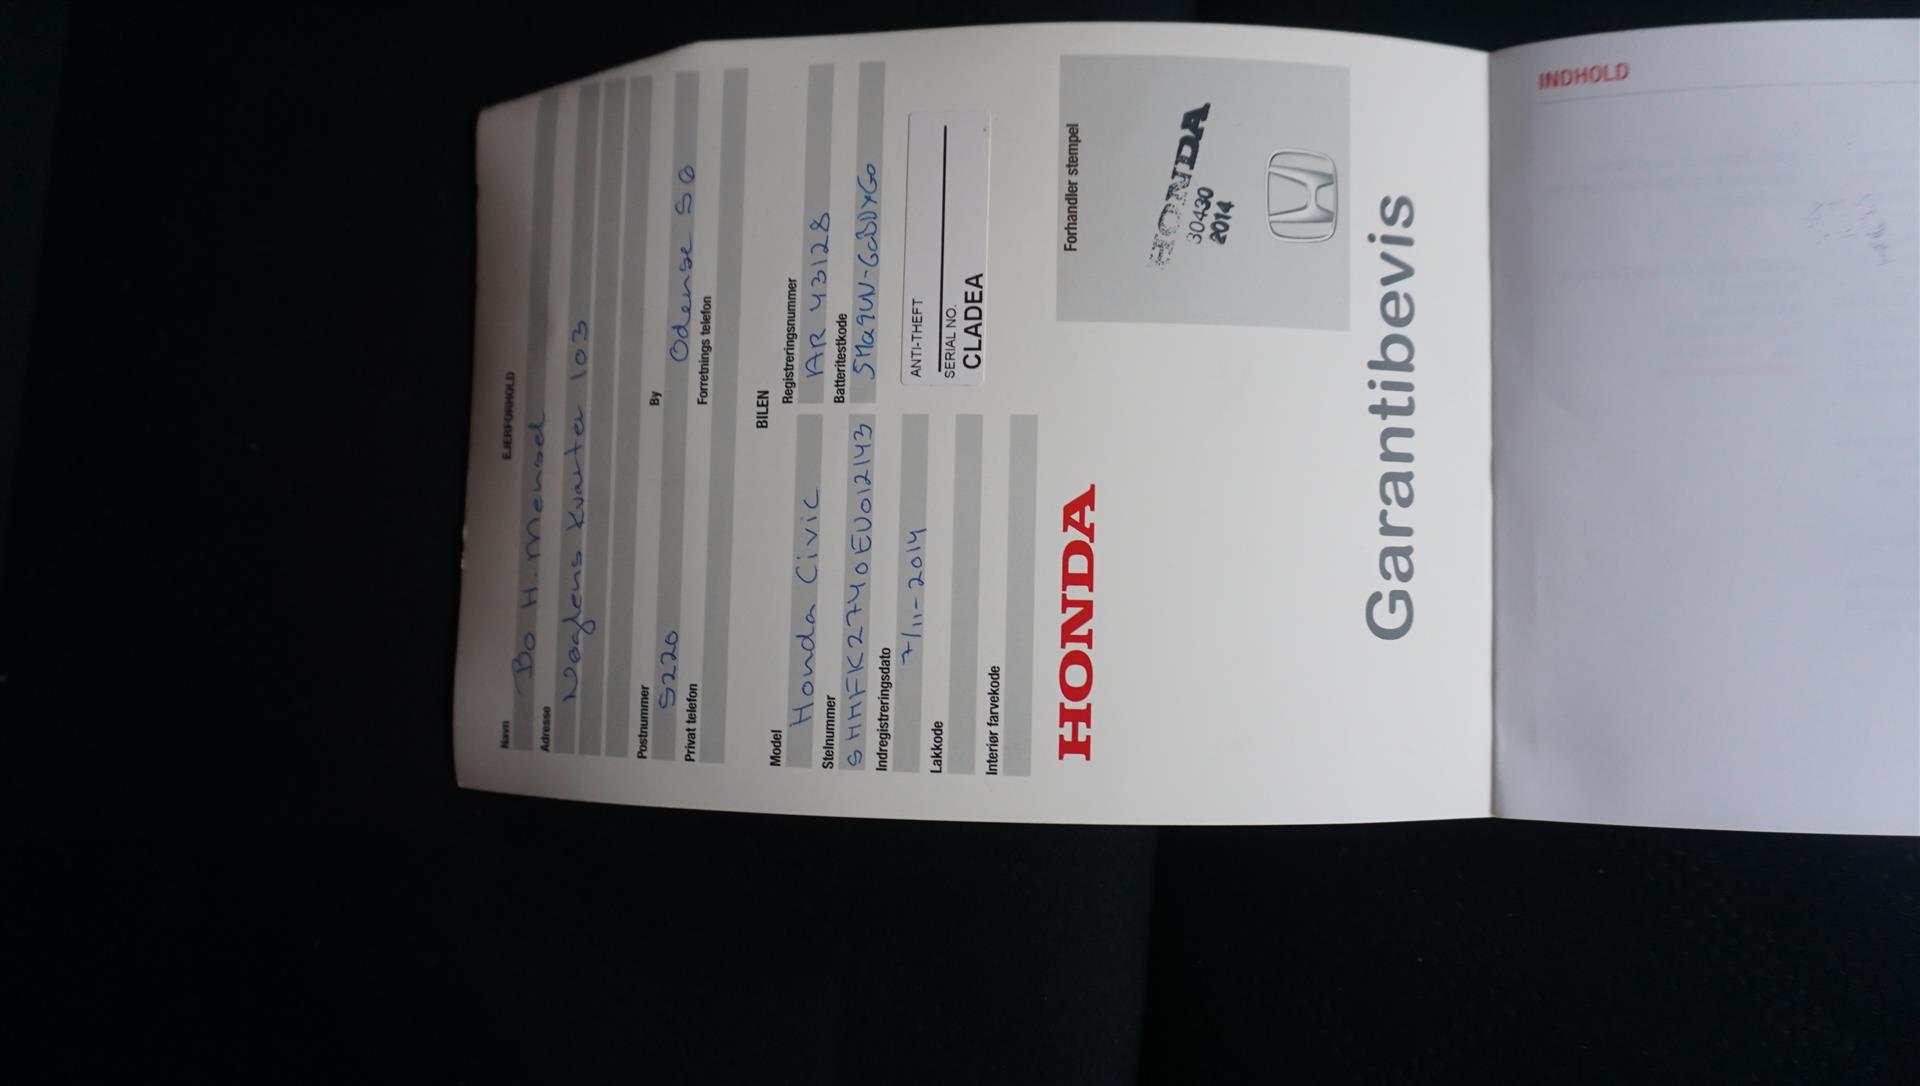 EJERFORHOLD
Navn
Bo H. Mensel
Adresse
Nøglens Kvarter 103
Postnummer By
5220 Odense SØ
Privat telefon Forretnings telefon
BILEN
Model Registreringsnummer
Honda Civic AR 43128
Stelnummer Batteritestkode
SHHFK2740EU012143
Indregistreringsdato
7/11-2014
ANTI-THEFT
SERIAL NO.
CLADEA
Lakkode
Interiør farvekode
HONDA
Forhandler stempel
HONDA
30430
2014
Garantibevis
INDHOLD